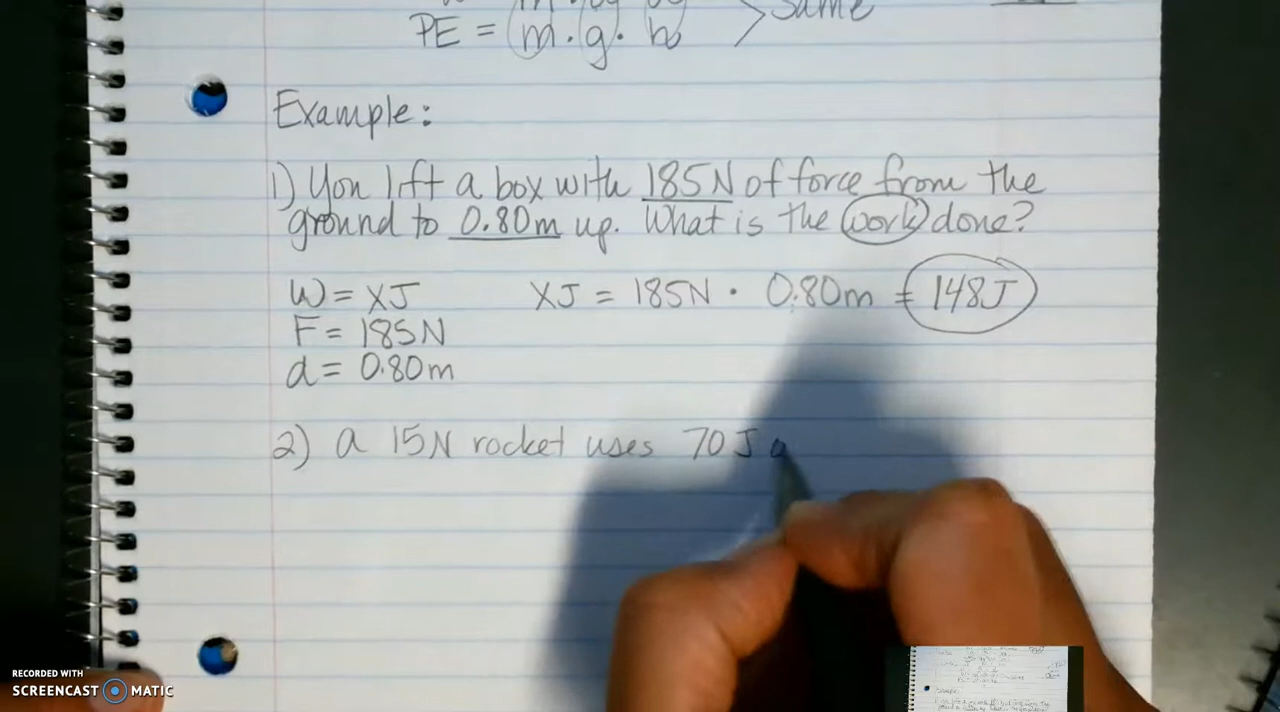 PE = m · g · h > same
Example:
1) You lift a box with 185N of force from the
ground to 0.80m up. What is the work done?
W = XJ XJ = 185N · 0.80m = 148J
F = 185N
d = 0.80m
2) a 15N rocket uses 70J
RECORDED WITH
SCREENCAST MATIC